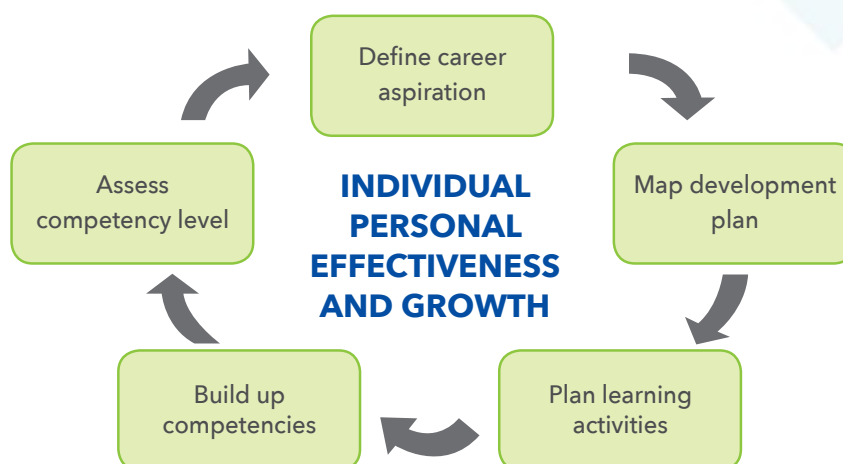 Define career
aspiration
Assess
competency level
INDIVIDUAL
PERSONAL
EFFECTIVENESS
AND GROWTH
Map development
plan
Build up
competencies
Plan learning
activities